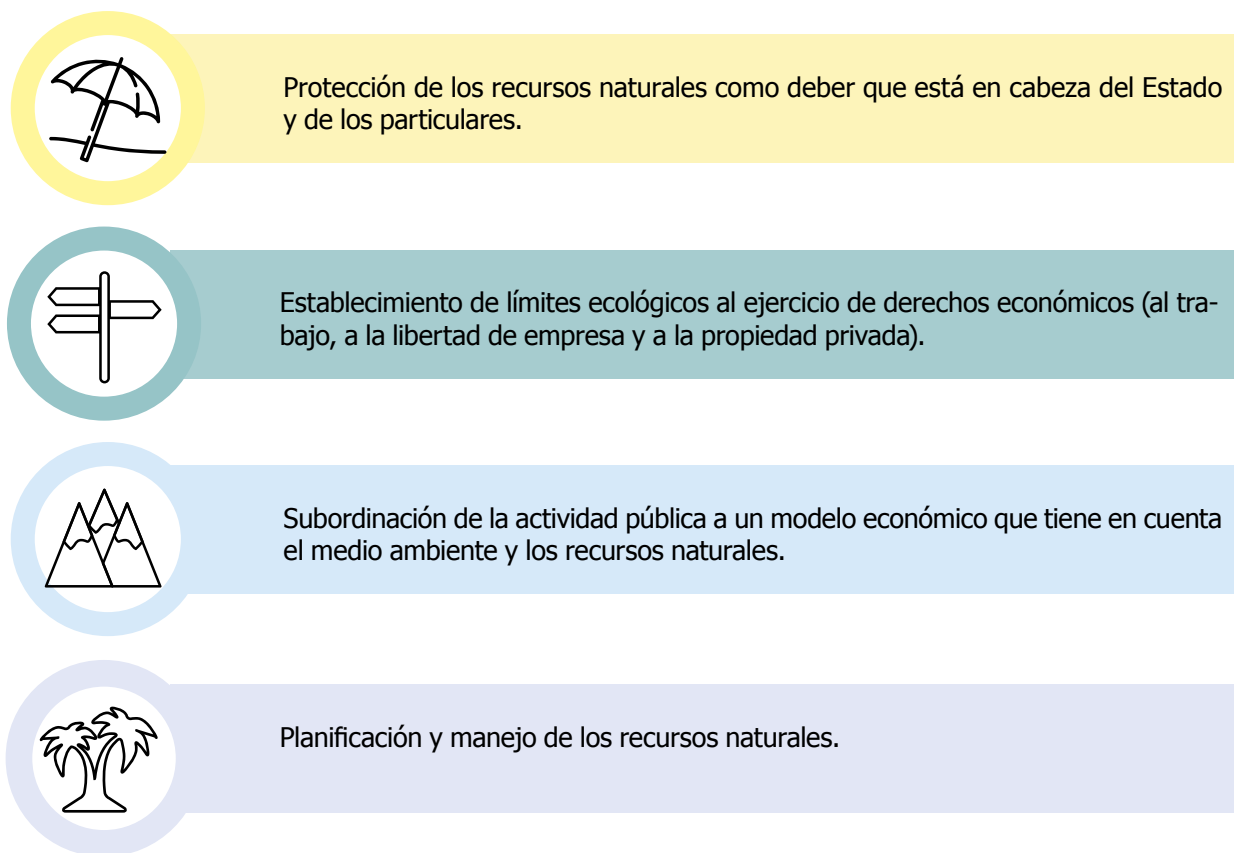 Protección de los recursos naturales como deber que está en cabeza del Estado
y de los particulares.
Establecimiento de límites ecológicos al ejercicio de derechos económicos (al tra-
bajo, a la libertad de empresa y a la propiedad privada).
Subordinación de la actividad pública a un modelo económico que tiene en cuenta
el medio ambiente y los recursos naturales.
Planificación y manejo de los recursos naturales.